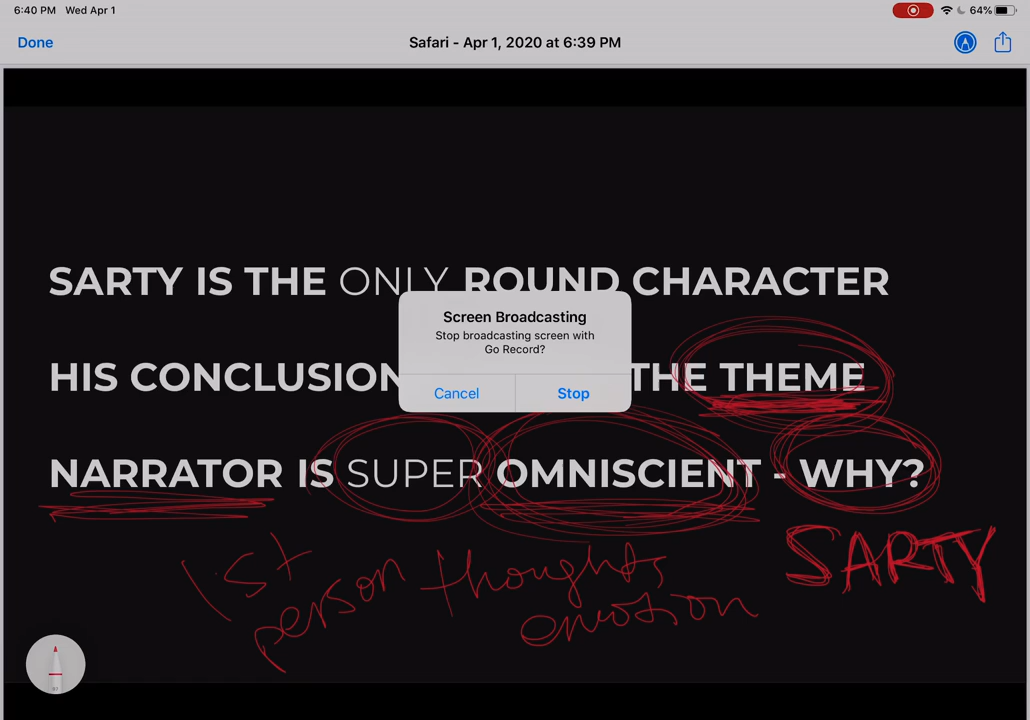 6:40 PM Wed Apr 1
64%
Done
Safari - Apr 1, 2020 at 6:39 PM
SARTY IS THE ONLY ROUND CHARACTER
Screen Broadcasting
Stop broadcasting screen with
Go Record?
Cancel Stop
HIS CONCLUSION THE THEME
NARRATOR IS SUPER OMNISCIENT - WHY?
SARTY
1st
person thoughts
emotion